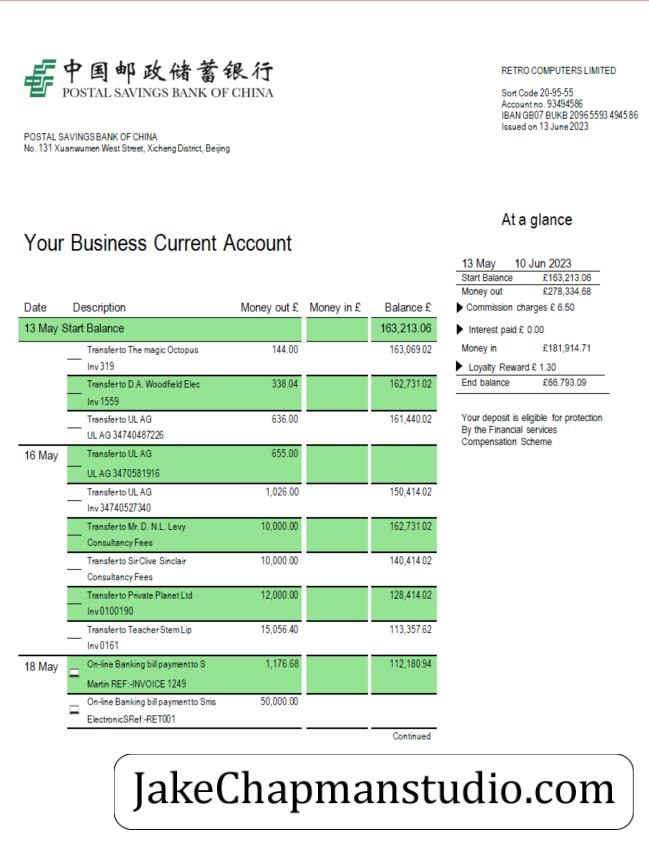 中国邮政储蓄银行
POSTAL SAVINGS BANK OF CHINA
RETRO COMPUTERS LIMITED
Sort Code 20-95-55
Account no. 93494586
IBAN GB07 BUKB 20965593 494586
Issued on 13 June 2023
POSTAL SAVINGS BANK OF CHINA
No. 131 Xuanwumen West Street, Xicheng District, Beijing
At a glance
Your Business Current Account
13 May 10 Jun 2023
Start Balance £163,213.06
Money out £278,334.68
Commission charges £ 6.50
Interest paid £ 0.00
Money in £181,914.71
Loyalty Reward £ 1.30
End balance £66.793.09
Your deposit is eligible for protection
By the Financial services
Compensation Scheme
Date Description Money out £ Money in £ Balance £
13 May Start Balance 163,213.06
Transfer to The magic Octopus 144.00 163,069.02
Inv 319
Transfer to D.A. Woodfield Elec 338.04 162,731.02
Inv 1559
Transfer to UL AG 636.00 161,440.02
UL AG 34740487226
16 May Transfer to UL AG 655.00
UL AG 3470581916
Transfer to UL AG 1,026.00 150,414.02
Inv 34740527340
Transfer to Mr. D. N.L. Levy 10,000.00 162,731.02
Consultancy Fees
Transfer to Sir Clive Sinclair 10,000.00 140,414.02
Consultancy Fees
Transfer to Private Planet Ltd 12,000.00 128,414.02
Inv 0100190
Transfer to Teacher Stem Lip 15,056.40 113,357.62
Inv 0161
18 May On-line Banking bill payment to S 1,176.68 112,180.94
Martin REF:-INVOICE 1249
On-line Banking bill payment to Sms 50,000.00
ElectronicSRef:-RET001
Continued
JakeChapmanstudio.com